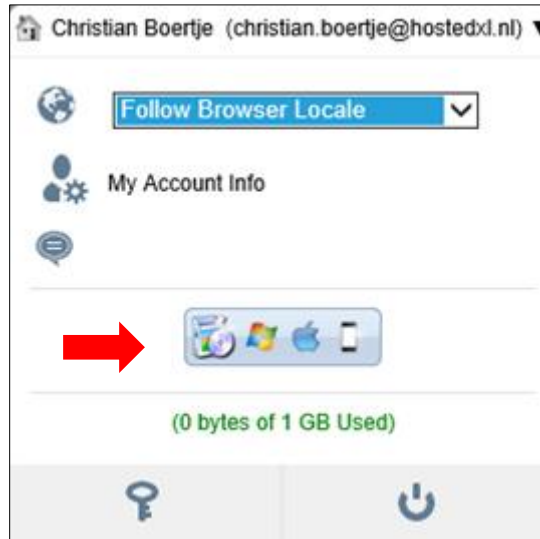 Christian Boertje (christian.boertje@hostedxl.nl) ▼
Follow Browser Locale
My Account Info
(0 bytes of 1 GB Used)